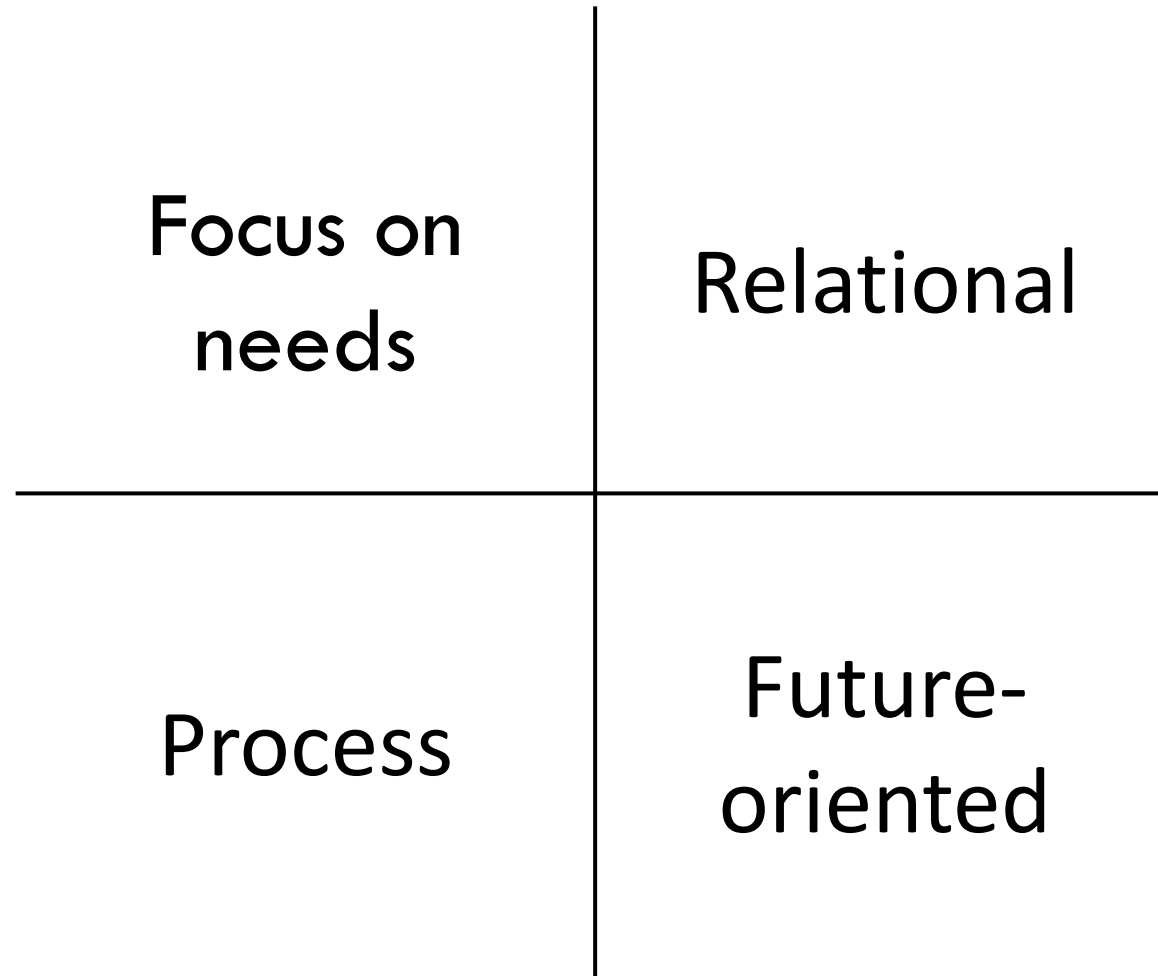 Focus on
needs
Relational
Process
Future-
oriented